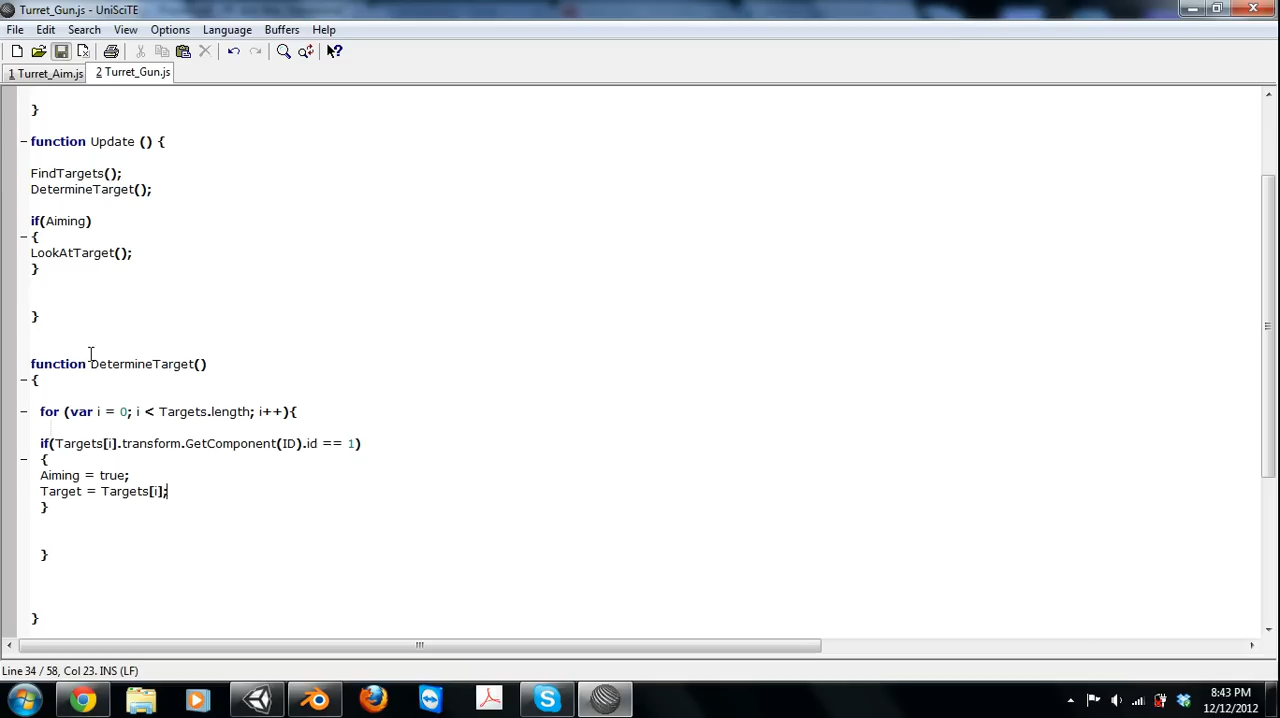 Turret_Gun.js - UniSciTE
File Edit Search View Options Language Buffers Help
1 Turret_Aim.js 2 Turret_Gun.js
}
function Update () {
FindTargets();
DetermineTarget();
if(Aiming)
{
LookAtTarget();
}
}
function DetermineTarget()
{
for (var i = 0; i < Targets.length; i++){
if(Targets[i].transform.GetComponent(ID).id == 1)
{
Aiming = true;
Target = Targets[i];
}
}
}
Line 34 / 58, Col 23. INS (LF)
8:43 PM
12/12/2012